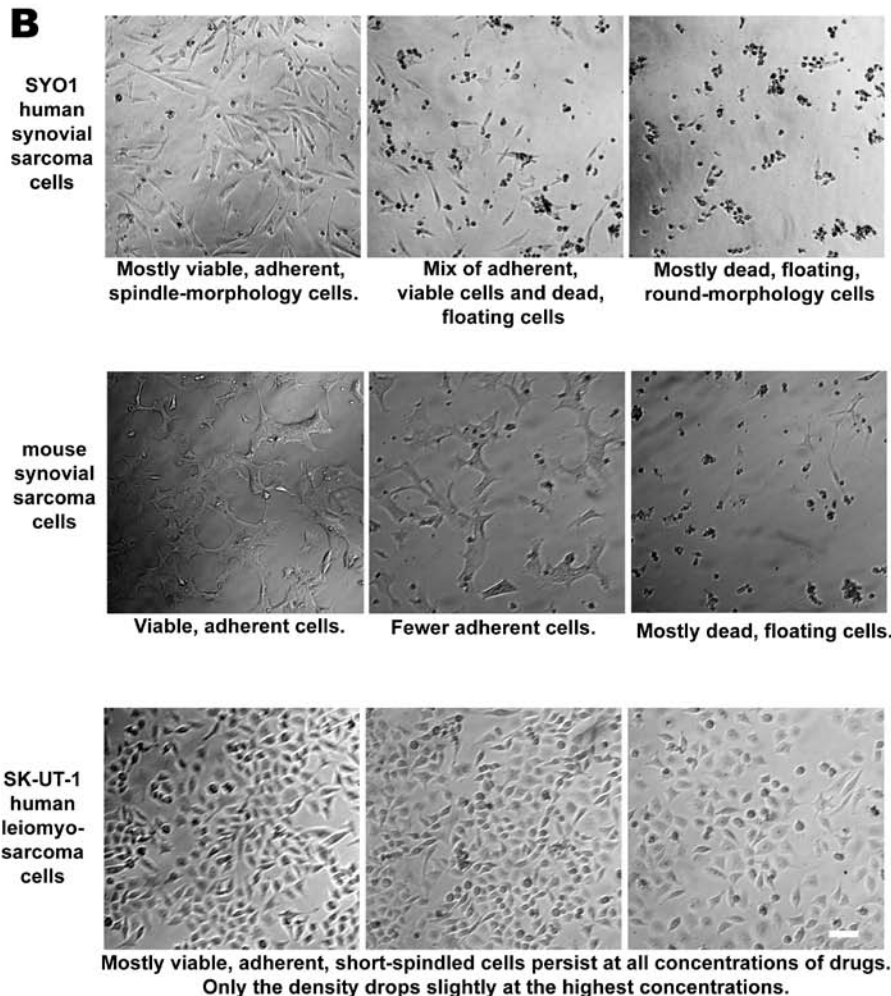 B
SYO1
human
synovial
sarcoma
cells
Mostly viable, adherent,
spindle-morphology cells.
Mix of adherent,
viable cells and dead,
floating cells
Mostly dead, floating,
round-morphology cells
mouse
synovial
sarcoma
cells
Viable, adherent cells.
Fewer adherent cells.
Mostly dead, floating cells.
SK-UT-1
human
leiomyo-
sarcoma
cells
Mostly viable, adherent, short-spindled cells persist at all concentrations of drugs.
Only the density drops slightly at the highest concentrations.